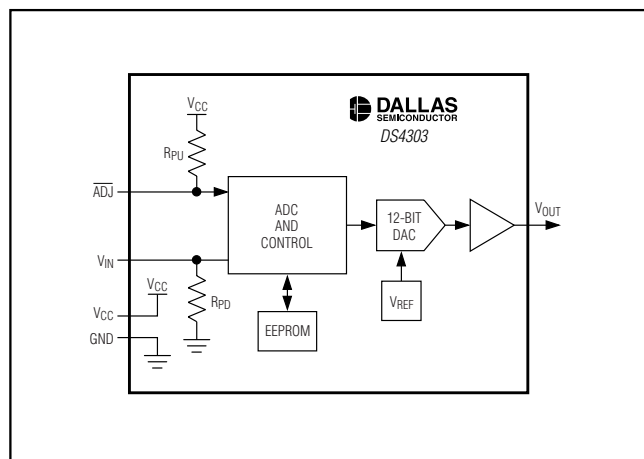 DALLAS
SEMICONDUCTOR
DS4303
VCC
RPU
ADJ
ADC
AND
CONTROL
12-BIT
DAC
VOUT
VIN
VCC
RPD
VCC
GND
EEPROM
VREF